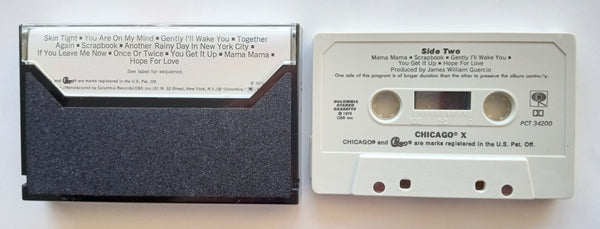 Skin Tight ▪ You Are On My Mind ▪ Gently I'll Wake You ▪ Together
Again ▪ Scrapbook ▪ Another Rainy Day In New York City ▪
If You Leave Me Now ▪ Once Or Twice ▪ You Get It Up ▪ Mama Mama ▪
Hope For Love
See label for sequence.
are marks registered in the U.S. Pat. Off.
Manufactured by Columbia Records/CBS Inc./51 W. 52 Street, New York, N.Y./® "Columbia,"
Side Two
Mama Mama ▪ Scrapbook ▪ Gently I'll Wake You ▪
You Get It Up ▪ Hope For Love
Produced by James William Guercio
One side of this program is of longer duration than the other to preserve the album continuity.
COLUMBIA
STEREO
CASSETTE
℗ 1976
CBS Inc
100 50 0
PCT 34200
CHICAGO® X
CHICAGO® and Chicago® are marks registered in the U.S. Pat. Off.